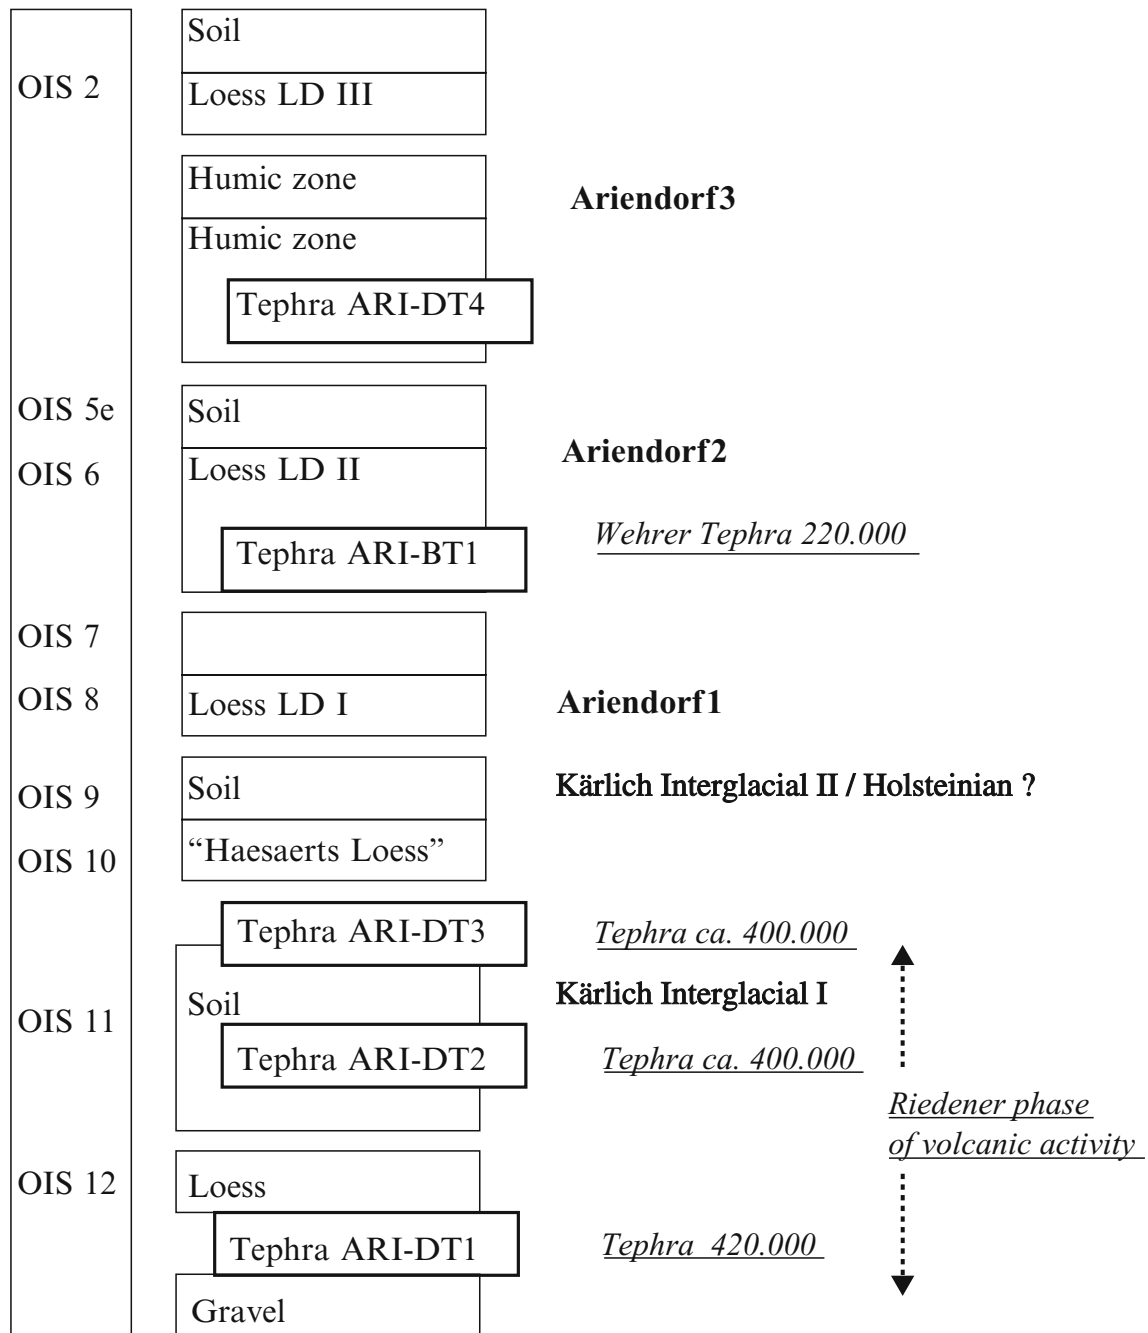 Soil
OIS 2
Loess LD III
Humic zone
Ariendorf3
Humic zone
Tephra ARI-DT4
OIS 5e
Soil
Ariendorf2
OIS 6
Loess LD II
Wehrer Tephra 220.000
Tephra ARI-BT1
OIS 7
OIS 8
Loess LD I
Ariendorf1
OIS 9
Soil
Kärlich Interglacial II / Holsteinian ?
OIS 10
“Haesaerts Loess”
Tephra ARI-DT3
Tephra ca. 400.000
Kärlich Interglacial I
Soil
OIS 11
Tephra ARI-DT2
Tephra ca. 400.000
Riedener phase
of volcanic activity
OIS 12
Loess
Tephra ARI-DT1
Tephra 420.000
Gravel